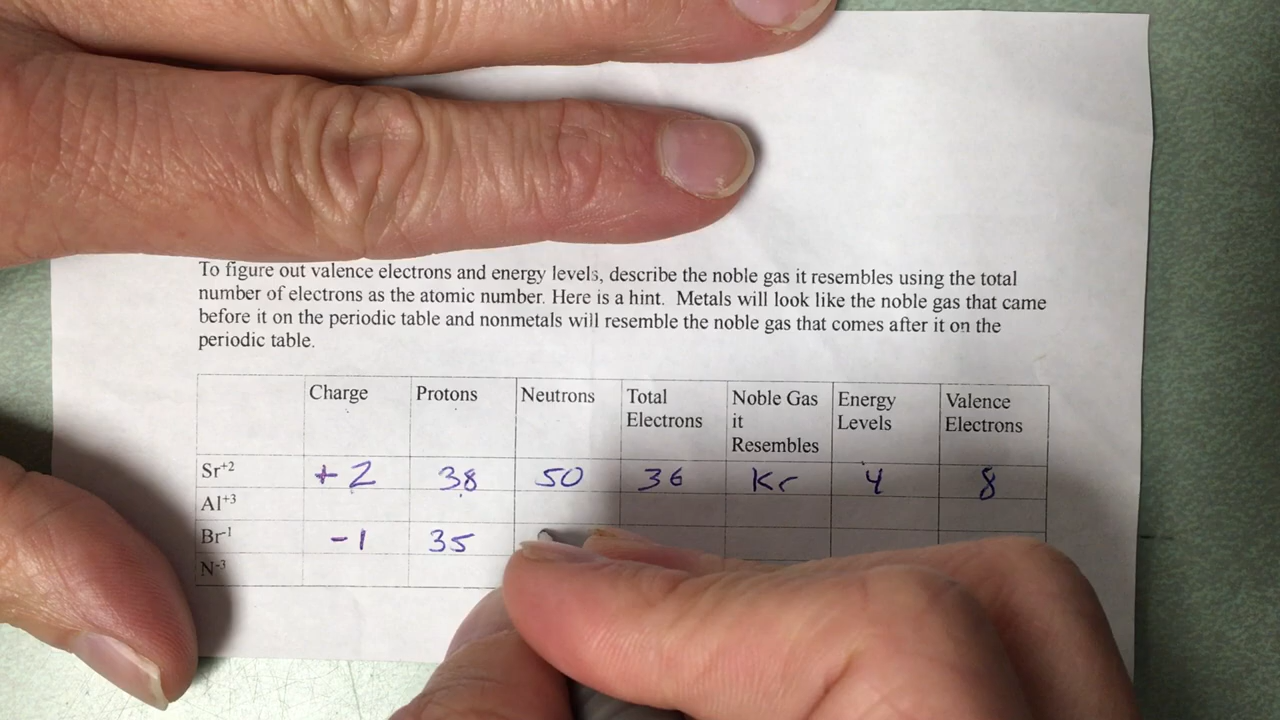 To figure out valence electrons and energy levels, describe the noble gas it resembles using the total
number of electrons as the atomic number. Here is a hint.  Metals will look like the noble gas that came
before it on the periodic table and nonmetals will resemble the noble gas that comes after it on the
periodic table.
Charge Protons Neutrons Total Electrons Noble Gas it Resembles Energy Levels Valence Electrons
Sr⁺² +2 38 50 36 Kr 4 8
Al⁺³
Br⁻¹ -1 35
N⁻³